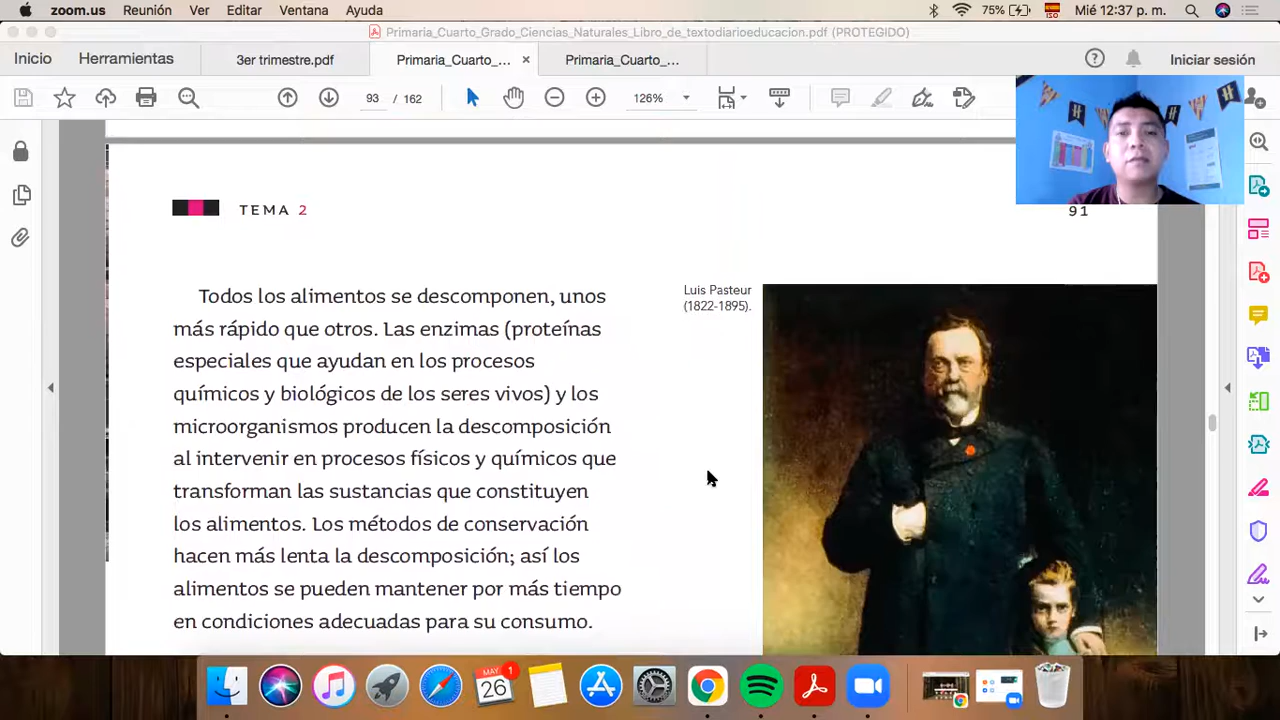 zoom.us Reunión Ver Editar Ventana Ayuda 75% ISO Mié 12:37 p. m.
Primaria_Cuarto_Grado_Ciencias_Naturales_Libro_de_textodiarioeducacion.pdf (PROTEGIDO)
Inicio Herramientas 3er trimestre.pdf Primaria_Cuarto_... × Primaria_Cuarto_... Iniciar sesión
93 / 162 126%
TEMA 2
91
Todos los alimentos se descomponen, unos
más rápido que otros. Las enzimas (proteínas
especiales que ayudan en los procesos
químicos y biológicos de los seres vivos) y los
microorganismos producen la descomposición
al intervenir en procesos físicos y químicos que
transforman las sustancias que constituyen
los alimentos. Los métodos de conservación
hacen más lenta la descomposición; así los
alimentos se pueden mantener por más tiempo
en condiciones adecuadas para su consumo.
Luis Pasteur
(1822-1895).
MAY 1
26